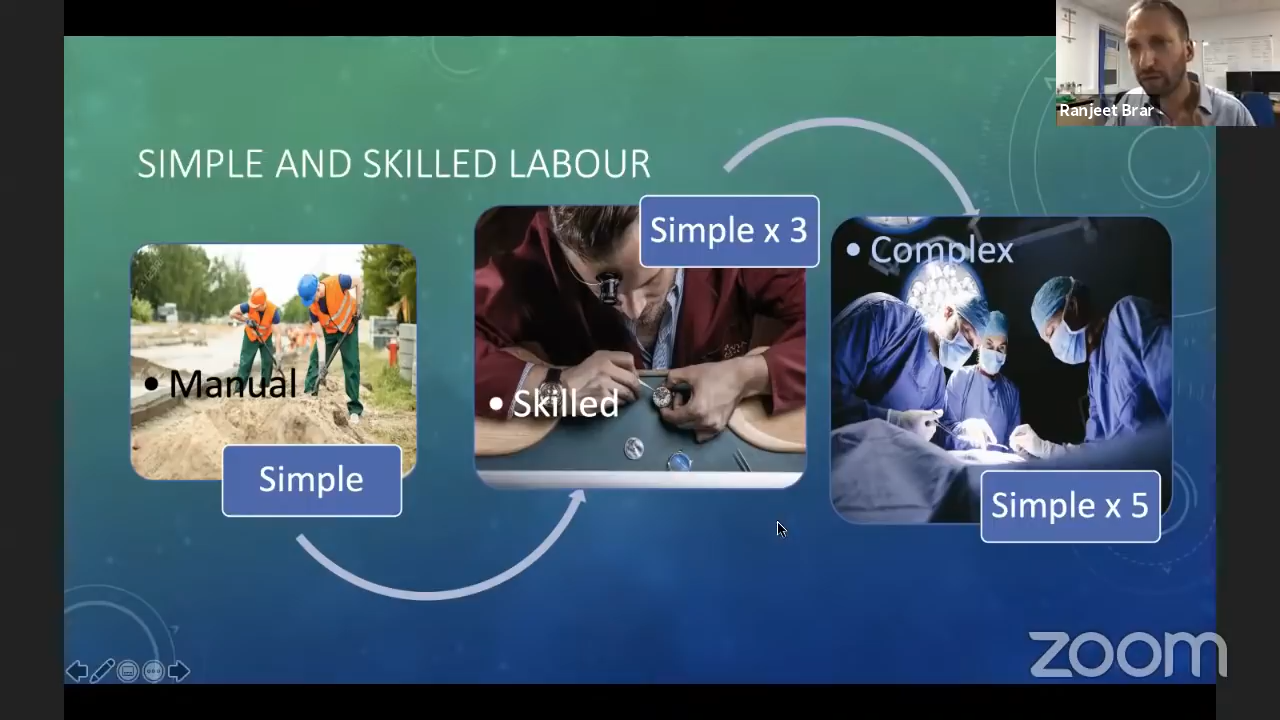 Ranjeet Brar
SIMPLE AND SKILLED LABOUR
• Manual
Simple
• Skilled
Simple x 3
• Complex
Simple x 5
zoom